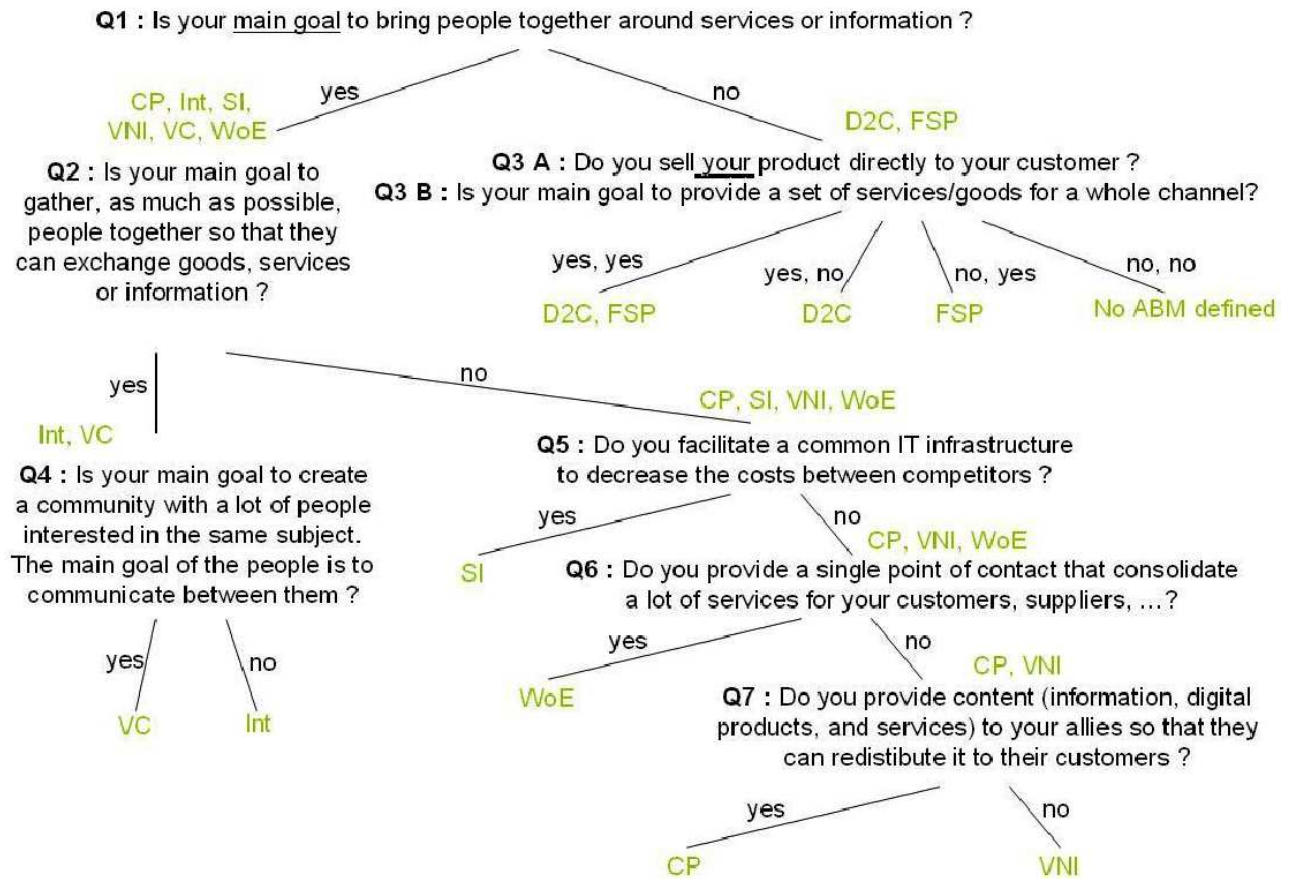 Q1 : Is your main goal to bring people together around services or information ?
yes
no
CP, Int, SI,
VNI, VC, WoE
D2C, FSP
Q2 : Is your main goal to
gather, as much as possible,
people together so that they
can exchange goods, services
or information ?
Q3 A : Do you sell your product directly to your customer ?
Q3 B : Is your main goal to provide a set of services/goods for a whole channel?
yes, yes
yes, no
no, yes
no, no
D2C, FSP
D2C
FSP
No ABM defined
yes
no
Int, VC
CP, SI, VNI, WoE
Q4 : Is your main goal to create
a community with a lot of people
interested in the same subject.
The main goal of the people is to
communicate between them ?
Q5 : Do you facilitate a common IT infrastructure
to decrease the costs between competitors ?
yes
no
SI
CP, VNI, WoE
Q6 : Do you provide a single point of contact that consolidate
a lot of services for your customers, suppliers, ...?
yes
no
VC
Int
yes
no
WoE
CP, VNI
Q7 : Do you provide content (information, digital
products, and services) to your allies so that they
can redistibute it to their customers ?
yes
no
CP
VNI